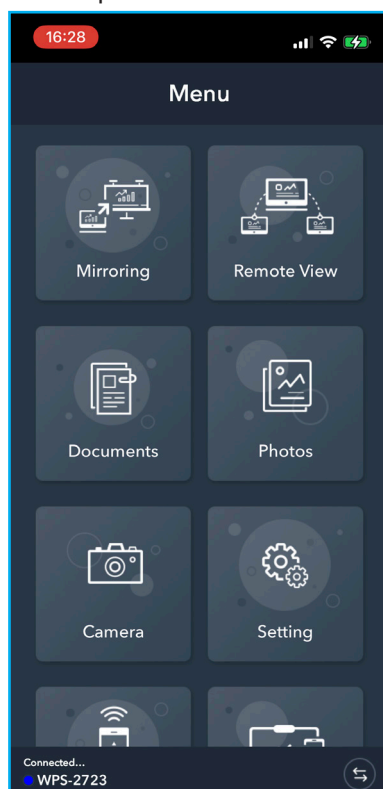 16:28
Menu
Mirroring
Remote View
Documents
Photos
Camera
Setting
Connected...
WPS-2723